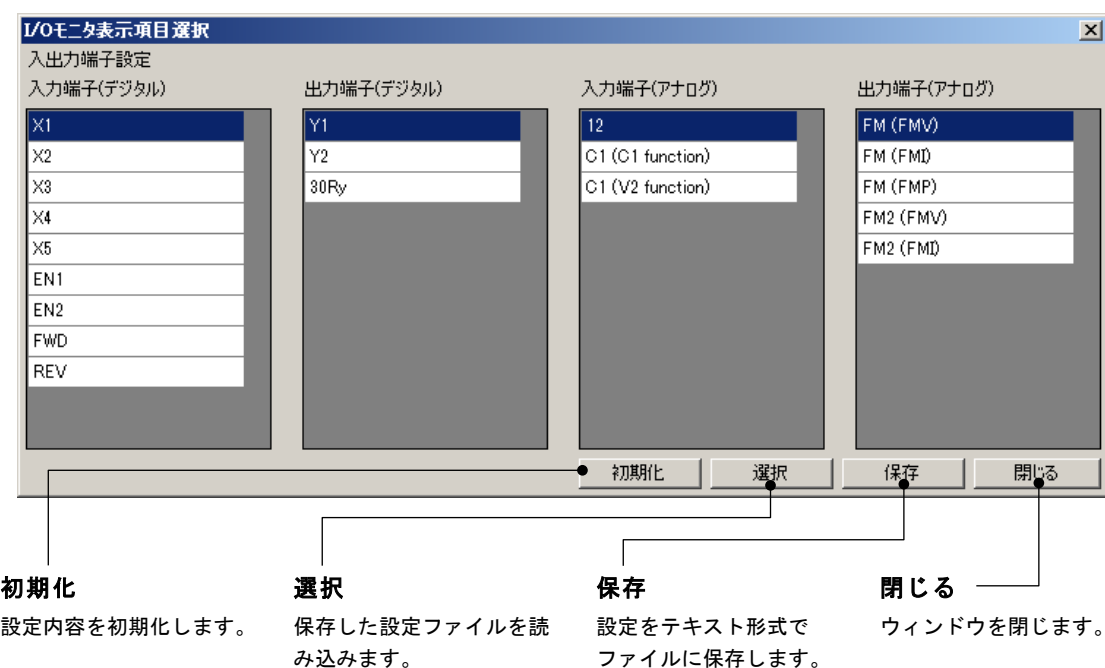 I/Oモニタ表示項目選択
入出力端子設定
入力端子(デジタル)
出力端子(デジタル)
入力端子(アナログ)
出力端子(アナログ)
X1
X2
X3
X4
X5
EN1
EN2
FWD
REV
Y1
Y2
30Ry
12
C1 (C1 function)
C1 (V2 function)
FM (FMV)
FM (FMI)
FM (FMP)
FM2 (FMV)
FM2 (FMI)
初期化
選択
保存
閉じる
初期化
設定内容を初期化します。
選択
保存した設定ファイルを読
み込みます。
保存
設定をテキスト形式で
ファイルに保存します。
閉じる
ウィンドウを閉じます。